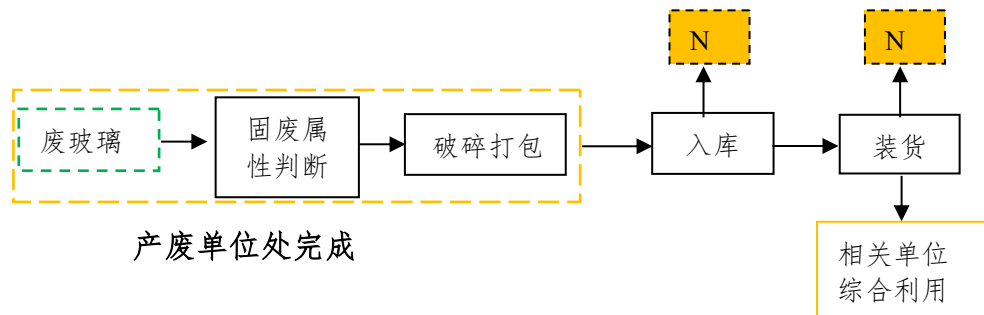 N
N
废玻璃
固废属
性判断
破碎打包
入库
装货
产废单位处完成
相关单位
综合利用